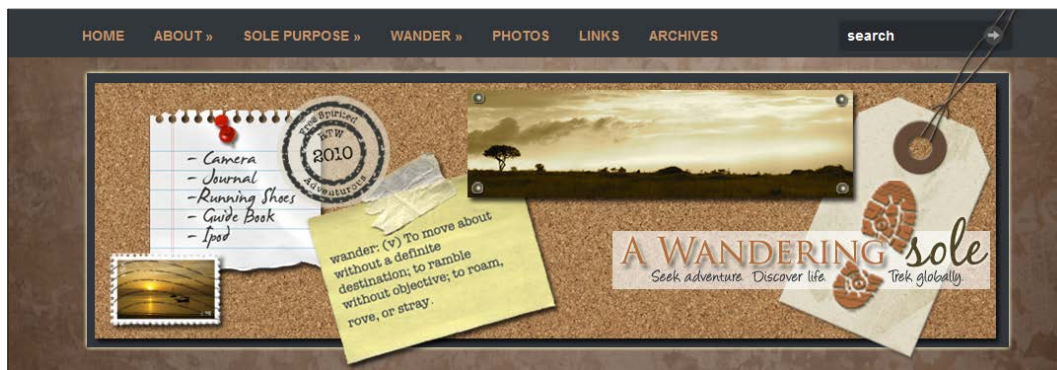 HOME ABOUT » SOLE PURPOSE » WANDER » PHOTOS LINKS ARCHIVES search
Free Spirited
RTW
2010
Adventurous
- Camera
- Journal
- Running Shoes
- Guide Book
- Ipod
wander: (v) To move about
without a definite
destination; to ramble
without objective; to roam,
rove, or stray.
A WANDERING sole
Seek adventure. Discover life. Trek globally.